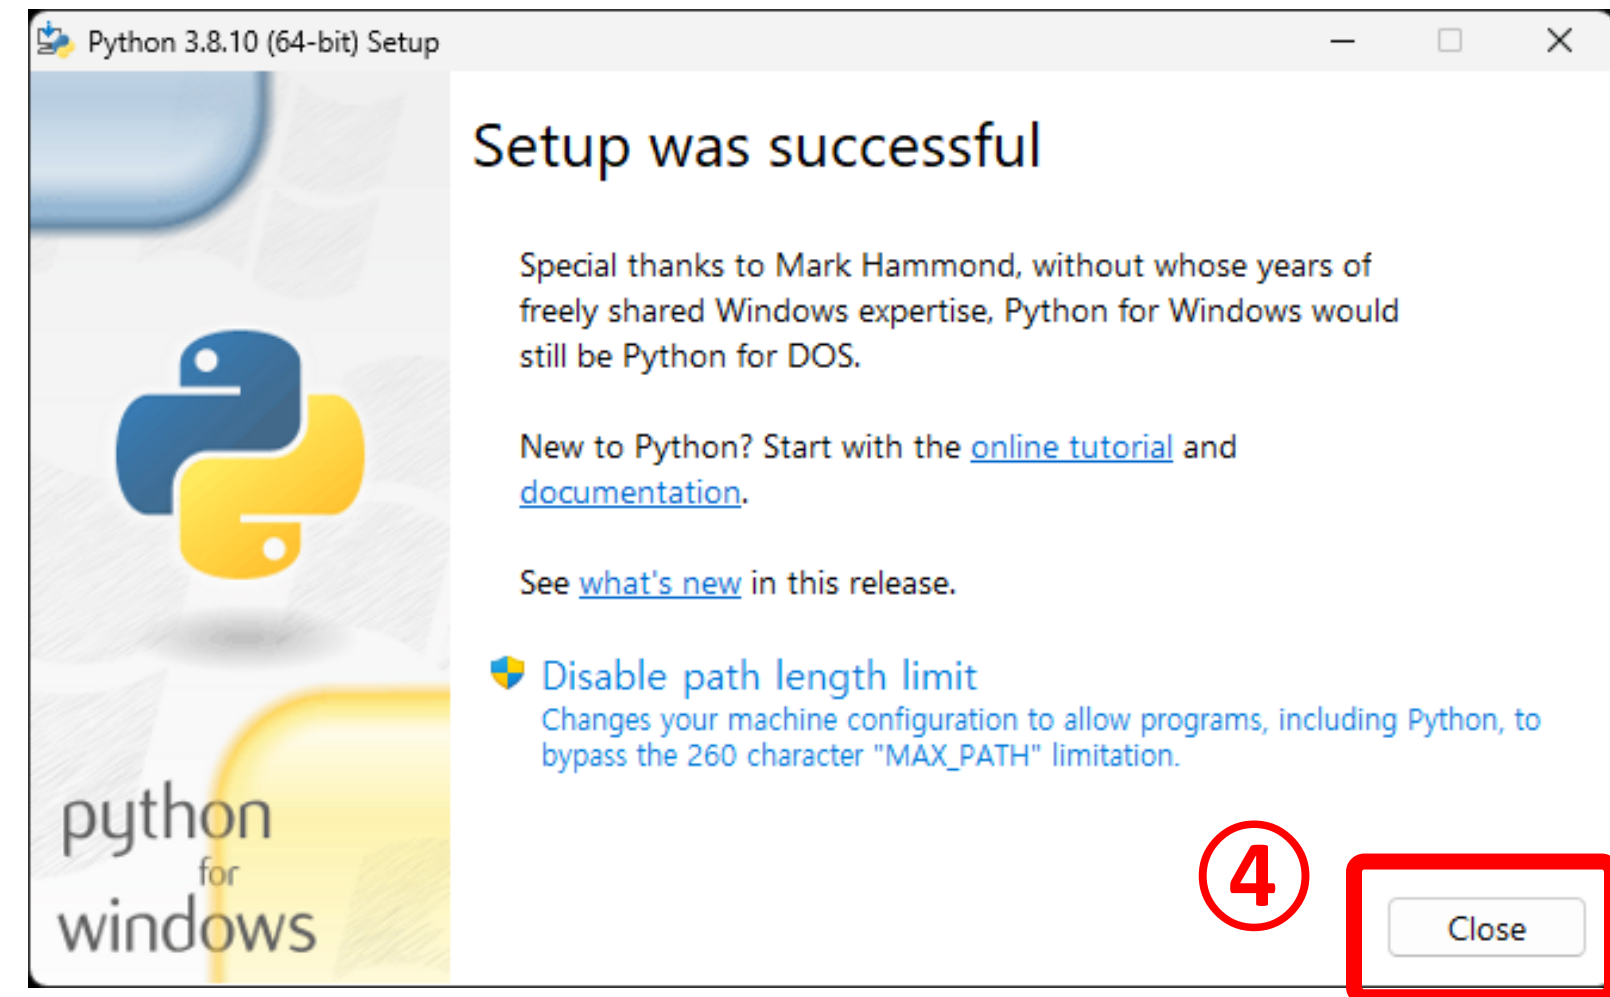 Python 3.8.10 (64-bit) Setup
Setup was successful
Special thanks to Mark Hammond, without whose years of
freely shared Windows expertise, Python for Windows would
still be Python for DOS.
New to Python? Start with the online tutorial and
documentation.
See what's new in this release.
Disable path length limit
Changes your machine configuration to allow programs, including Python, to
bypass the 260 character "MAX_PATH" limitation.
python
for
windows
④
Close